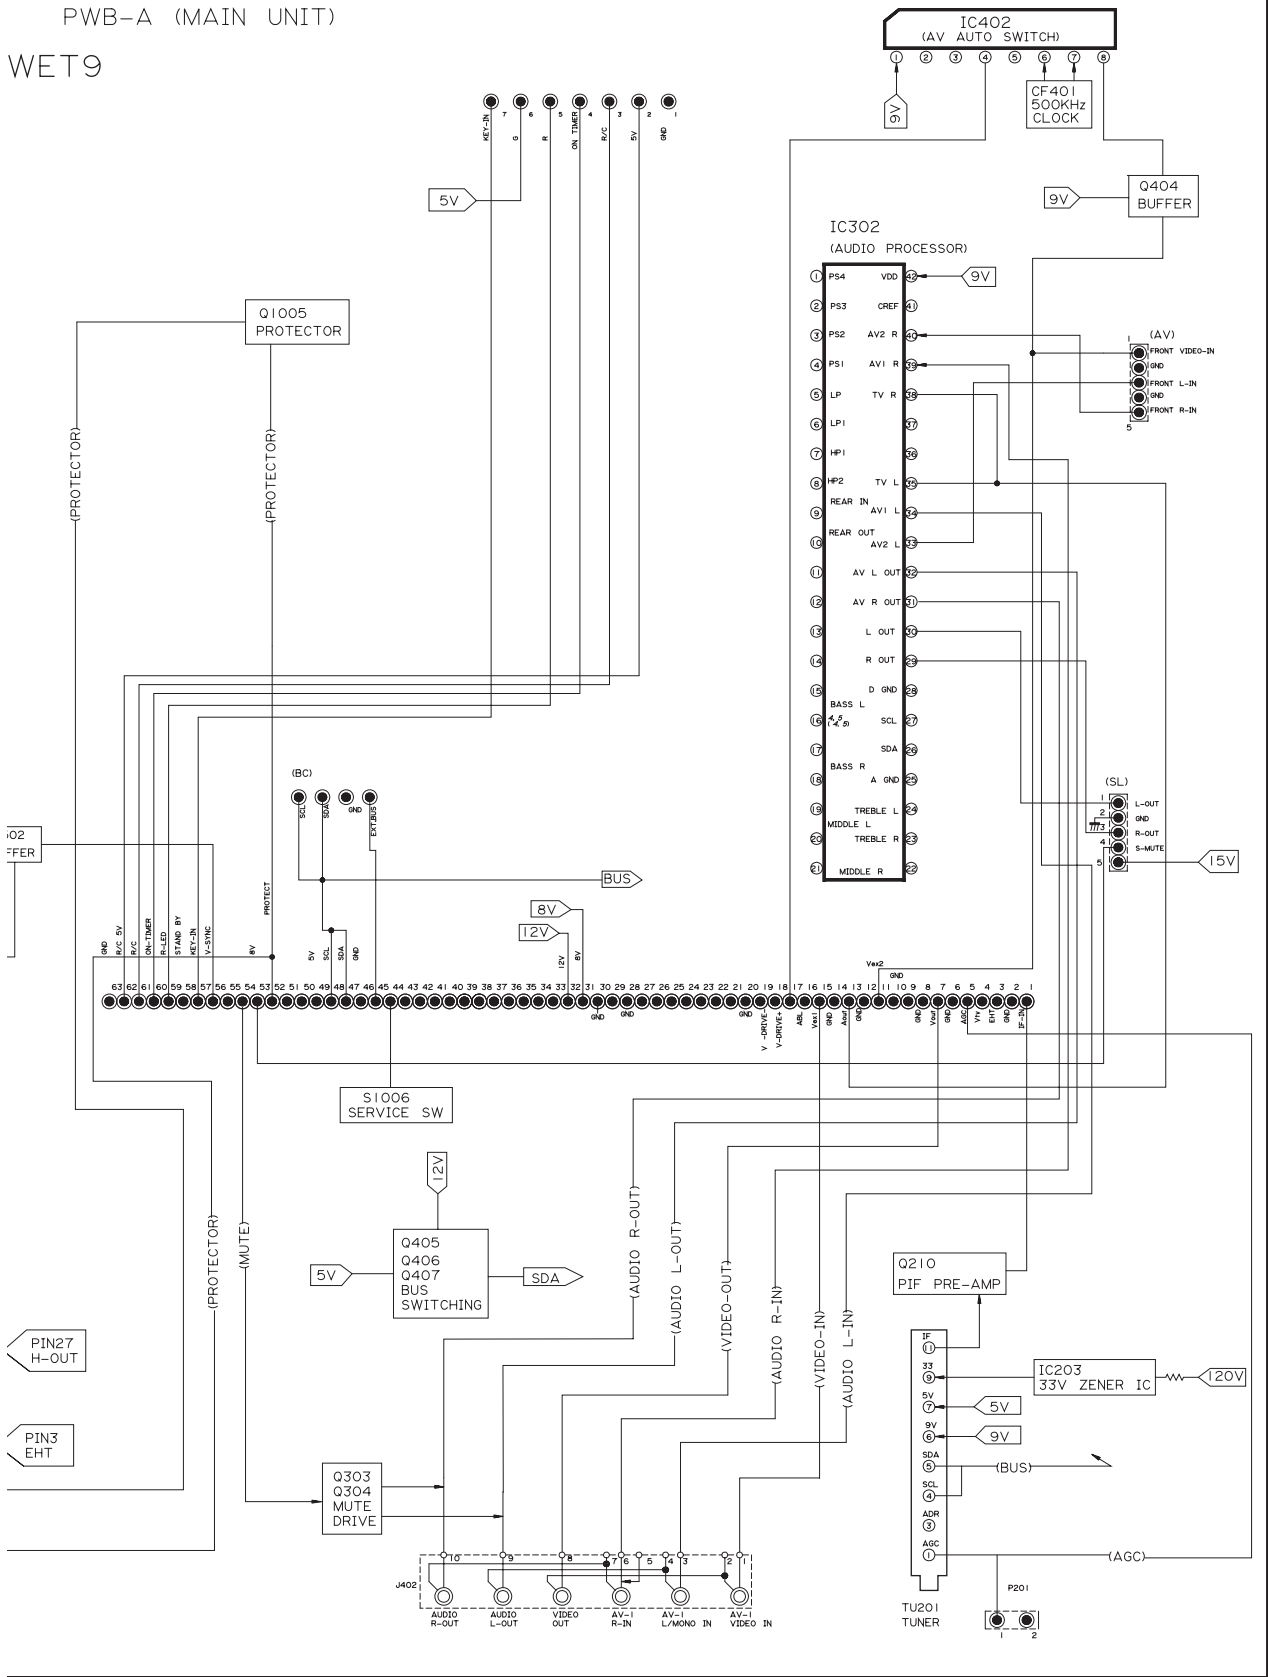 PWB-A (MAIN UNIT)
WET9
IC402
(AV AUTO SWITCH)
1 2 3 4 5 6 7 8
9V
CF401
500KHz
CLOCK
Q404
BUFFER
9V
7 6 5 4 3 2 1
KEY-IN
G
R
ON TIMER
R/C
5V
GND
5V
IC302
(AUDIO PROCESSOR)
1 PS4 VDD 42
9V
2 PS3 CREF 41
3 PS2 AV2 R 40
4 PS1 AV1 R 39
5 LP TV R 38
6 LP1 37
7 HP1 36
8 HP2 TV L 35
REAR IN
9 AV1 L 34
REAR OUT
10 AV2 L 33
11 AV L OUT 32
12 AV R OUT 31
13 L OUT 30
14 R OUT 29
15 D GND 28
BASS L
16 SCL 27
17 SDA 26
BASS R
18 A GND 25
19 TREBLE L 24
MIDDLE L
20 TREBLE R 23
21 MIDDLE R 22
(AV)
1
FRONT VIDEO-IN
GND
FRONT L-IN
GND
FRONT R-IN
5
Q1005
PROTECTOR
(PROTECTOR)
(PROTECTOR)
(SL)
1 L-OUT
2 GND
3 R-OUT
4 S-MUTE
5
15V
(BC)
SCL
SDA
GND
EXT.BUS
BUS
502
FFER
8V
12V
GND
R/C 5V
R/C
ON-TIMER
R-LED
STAND BY
KEY-IN
V-SYNC
8V
PROTECT
5V
SCL
SDA
GND
12V
8V
Vex2
GND
63 62 61 60 59 58 57 56 55 54 53 52 51 50 49 48 47 46 45 44 43 42 41 40 39 38 37 36 35 34 33 32 31 30 29 28 27 26 25 24 23 22 21 20 19 18 17 16 15 14 13 12 11 10 9 8 7 6 5 4 3 2 1
GND
GND
GND
V -DRIVE-
V-DRIVE+
ABL
Vex1
GND
Aout
GND
GND
Vout
GND
AGC
Vtv
EHT
GND
IF-IN
S1006
SERVICE SW
12V
Q405
Q406
Q407
BUS
SWITCHING
5V
SDA
(MUTE)
(PROTECTOR)
(AUDIO R-OUT)
(AUDIO L-OUT)
(VIDEO-OUT)
(AUDIO R-IN)
(VIDEO-IN)
(AUDIO L-IN)
Q210
PIF PRE-AMP
PIN27
H-OUT
PIN3
EHT
IF
11
33
9
IC203
33V ZENER IC
120V
5V
7
5V
9V
6
9V
SDA
5
(BUS)
SCL
4
ADR
3
AGC
1
(AGC)
TU201
TUNER
P201
1 2
Q303
Q304
MUTE
DRIVE
J402
10 9 8 7 6 5 4 3 2 1
AUDIO
R-OUT
AUDIO
L-OUT
VIDEO
OUT
AV-1
R-IN
AV-1
L/MONO IN
AV-1
VIDEO IN